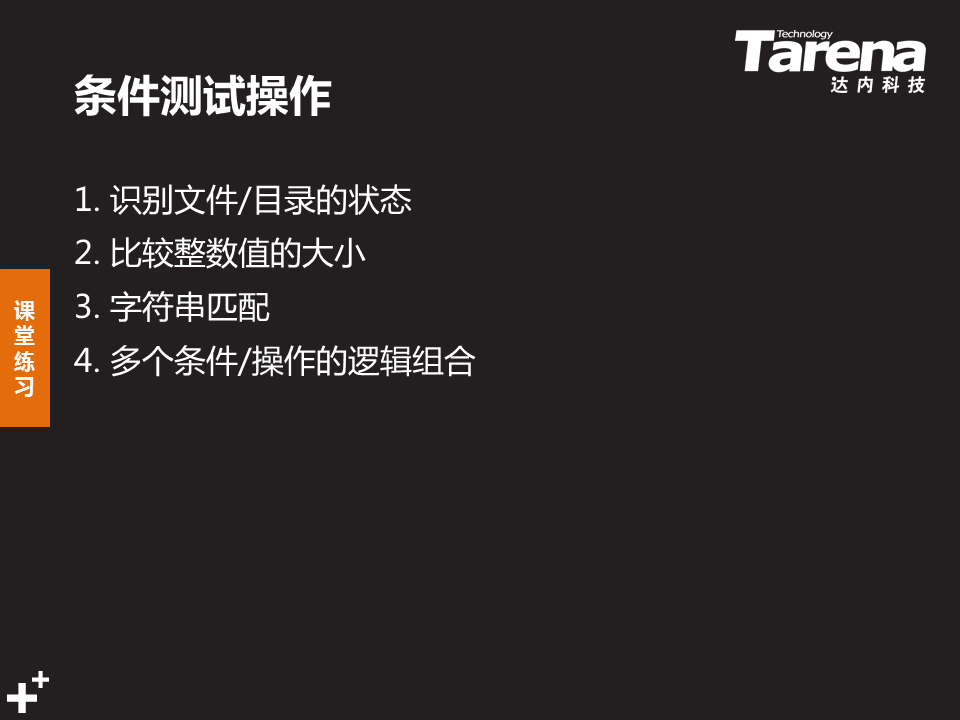 Technology
Tarena
达内科技
条件测试操作
1. 识别文件/目录的状态
2. 比较整数值的大小
3. 字符串匹配
4. 多个条件/操作的逻辑组合
课
堂
练
习